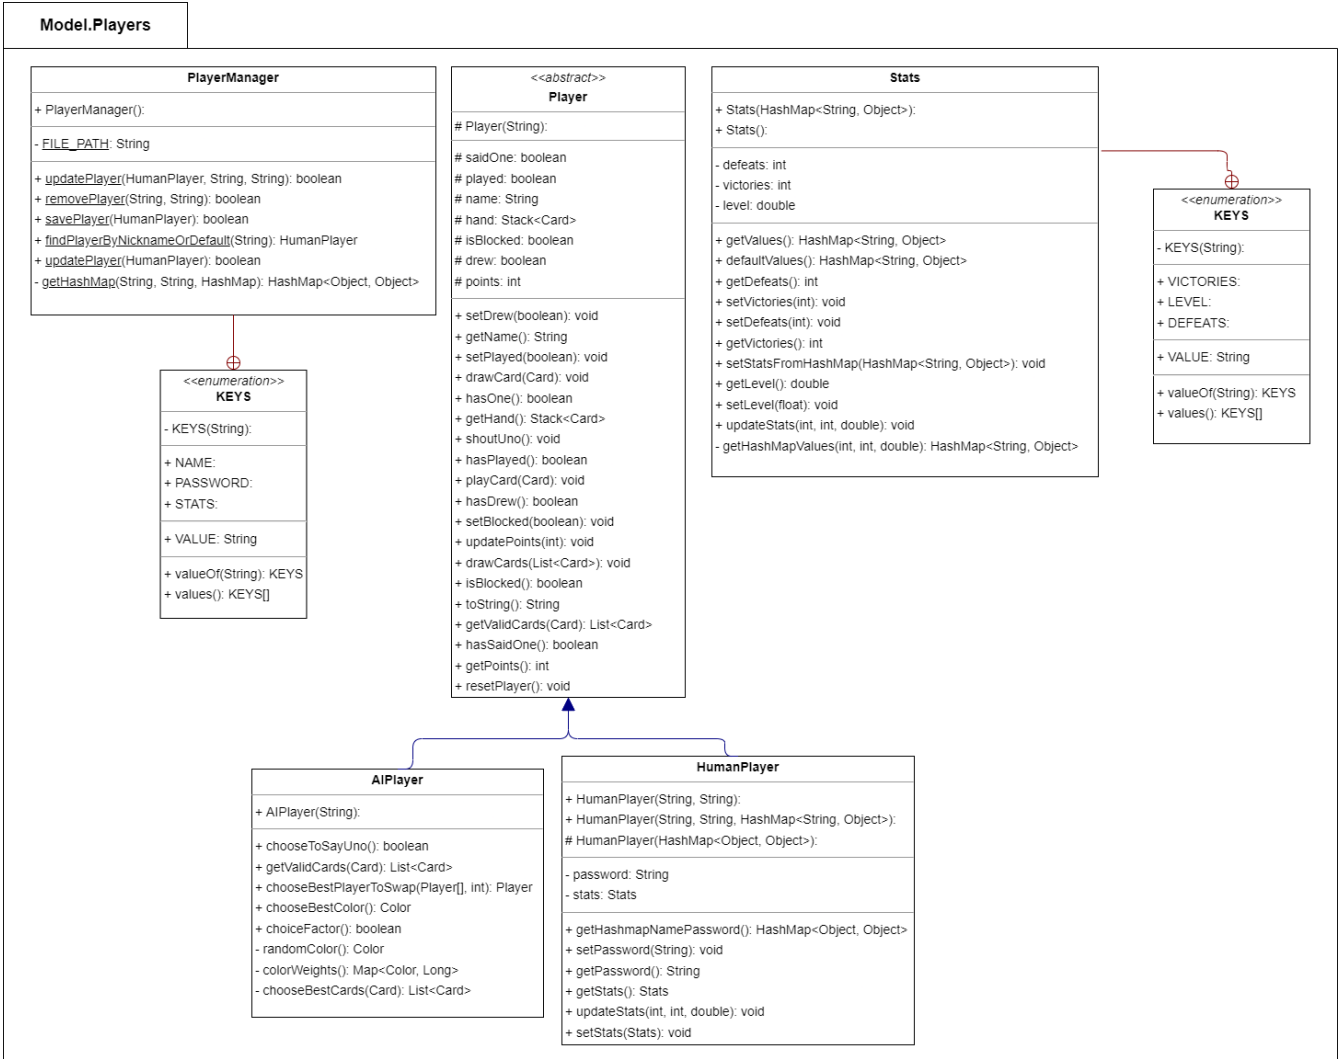 Model.Players
PlayerManager
+ PlayerManager():
- FILE_PATH: String
+ updatePlayer(HumanPlayer, String, String): boolean
+ removePlayer(String, String): boolean
+ savePlayer(HumanPlayer): boolean
+ findPlayerByNicknameOrDefault(String): HumanPlayer
+ updatePlayer(HumanPlayer): boolean
- getHashMap(String, String, HashMap): HashMap<Object, Object>
<<enumeration>>
KEYS
- KEYS(String):
+ NAME:
+ PASSWORD:
+ STATS:
+ VALUE: String
+ valueOf(String): KEYS
+ values(): KEYS[]
<<abstract>>
Player
# Player(String):
# saidOne: boolean
# played: boolean
# name: String
# hand: Stack<Card>
# isBlocked: boolean
# drew: boolean
# points: int
+ setDrew(boolean): void
+ getName(): String
+ setPlayed(boolean): void
+ drawCard(Card): void
+ hasOne(): boolean
+ getHand(): Stack<Card>
+ shoutUno(): void
+ hasPlayed(): boolean
+ playCard(Card): void
+ hasDrew(): boolean
+ setBlocked(boolean): void
+ updatePoints(int): void
+ drawCards(List<Card>): void
+ isBlocked(): boolean
+ toString(): String
+ getValidCards(Card): List<Card>
+ hasSaidOne(): boolean
+ getPoints(): int
+ resetPlayer(): void
Stats
+ Stats(HashMap<String, Object>):
+ Stats():
- defeats: int
- victories: int
- level: double
+ getValues(): HashMap<String, Object>
+ defaultValues(): HashMap<String, Object>
+ getDefeats(): int
+ setVictories(int): void
+ setDefeats(int): void
+ getVictories(): int
+ setStatsFromHashMap(HashMap<String, Object>): void
+ getLevel(): double
+ setLevel(float): void
+ updateStats(int, int, double): void
- getHashMapValues(int, int, double): HashMap<String, Object>
<<enumeration>>
KEYS
- KEYS(String):
+ VICTORIES:
+ LEVEL:
+ DEFEATS:
+ VALUE: String
+ valueOf(String): KEYS
+ values(): KEYS[]
AIPlayer
+ AIPlayer(String):
+ chooseToSayUno(): boolean
+ getValidCards(Card): List<Card>
+ chooseBestPlayerToSwap(Player[], int): Player
+ chooseBestColor(): Color
+ choiceFactor(): boolean
- randomColor(): Color
- colorWeights(): Map<Color, Long>
- chooseBestCards(Card): List<Card>
HumanPlayer
+ HumanPlayer(String, String):
+ HumanPlayer(String, String, HashMap<String, Object>):
# HumanPlayer(HashMap<Object, Object>):
- password: String
- stats: Stats
+ getHashmapNamePassword(): HashMap<Object, Object>
+ setPassword(String): void
+ getPassword(): String
+ getStats(): Stats
+ updateStats(int, int, double): void
+ setStats(Stats): void